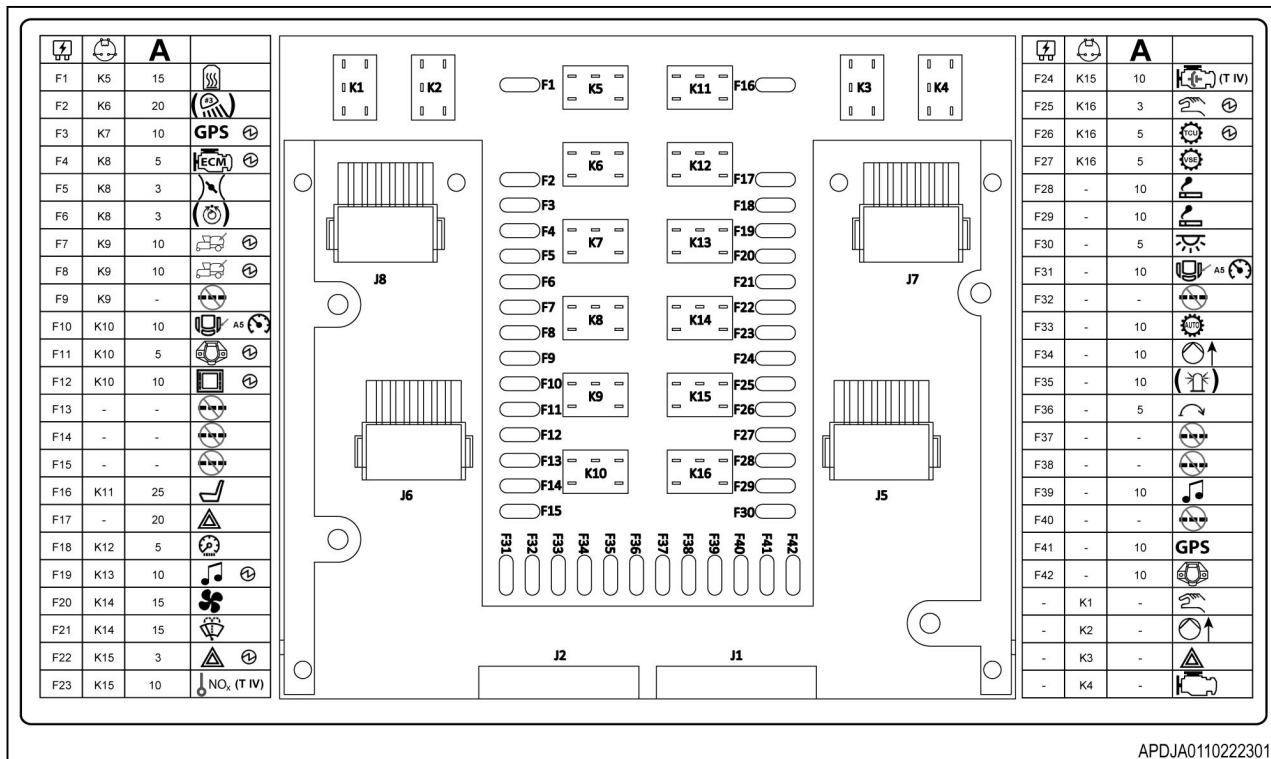 A
F1 K5 15
F2 K6 20 #3
F3 K7 10 GPS
F4 K8 5 ECM
F5 K8 3
F6 K8 3
F7 K9 10
F8 K9 10
F9 K9 -
F10 K10 10 A5
F11 K10 5
F12 K10 10
F13 - -
F14 - -
F15 - -
F16 K11 25
F17 - 20
F18 K12 5
F19 K13 10
F20 K14 15
F21 K14 15
F22 K15 3
F23 K15 10 NOx (T IV)
K1 K2 K3 K4
F1 K5 K11 F16
K6 K12
F2 F17
F3 F18
F4 K7 K13 F19
F5 F20
J8 J7
F6 F21
F7 K8 K14 F22
F8 F23
F9 F24
F10 K9 K15 F25
F11 F26
F12 F27
F13 K10 K16 F28
F14 F29
J6 J5
F15 F30
F31 F32 F33 F34 F35 F36 F37 F38 F39 F40 F41 F42
J2 J1
A
F24 K15 10 (T IV)
F25 K16 3
F26 K16 5 TCU
F27 K16 5 VSE
F28 - 10
F29 - 10
F30 - 5
F31 - 10 A5
F32 - -
F33 - 10 AUTO
F34 - 10
F35 - 10
F36 - 5
F37 - -
F38 - -
F39 - 10
F40 - -
F41 - 10 GPS
F42 - 10
- K1 -
- K2 -
- K3 -
- K4 -
APDJA0110222301